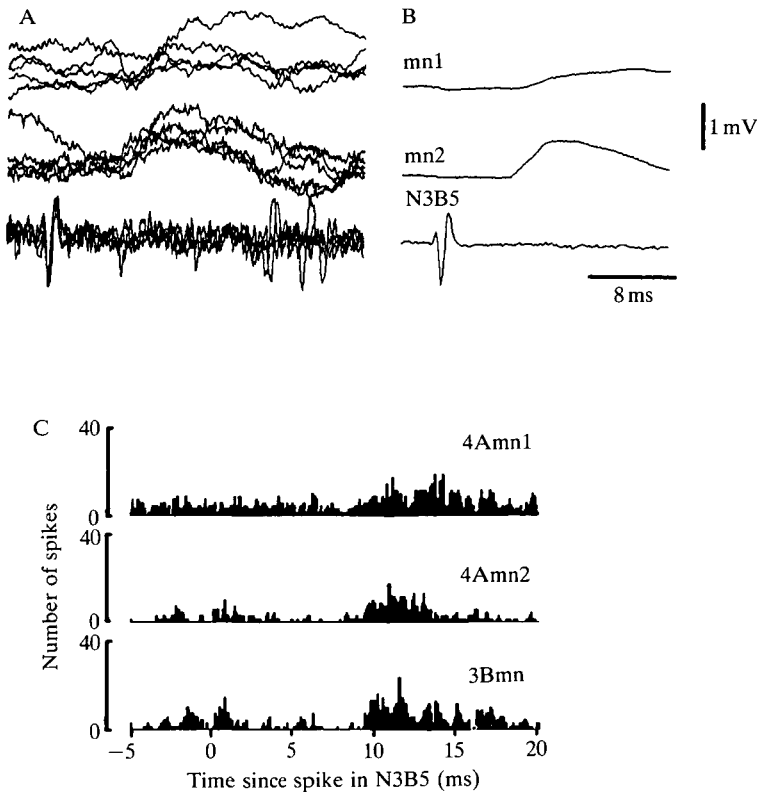 A
B
mn1
1 mV
mn2
N3B5
8 ms
C
Number of spikes
40
0
4Amn1
40
0
4Amn2
40
0
3Bmn
−5 0 5 10 15 20
Time since spike in N3B5 (ms)